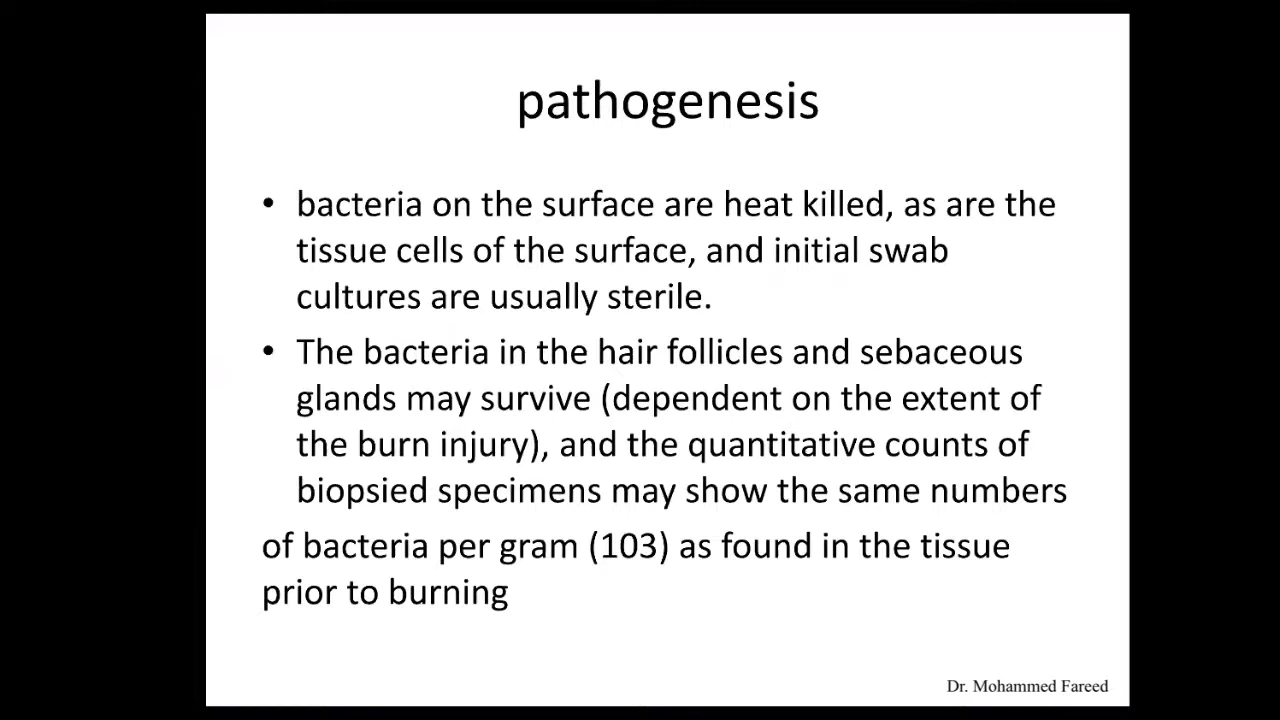 pathogenesis
• bacteria on the surface are heat killed, as are the
tissue cells of the surface, and initial swab
cultures are usually sterile.
• The bacteria in the hair follicles and sebaceous
glands may survive (dependent on the extent of
the burn injury), and the quantitative counts of
biopsied specimens may show the same numbers
of bacteria per gram (103) as found in the tissue
prior to burning
Dr. Mohammed Fareed